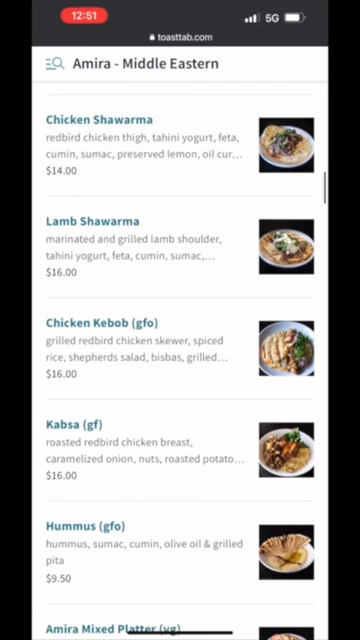 12:51
5G
toasttab.com
Amira - Middle Eastern
Chicken Shawarma
redbird chicken thigh, tahini yogurt, feta,
cumin, sumac, preserved lemon, oil cur...
$14.00
Lamb Shawarma
marinated and grilled lamb shoulder,
tahini yogurt, feta, cumin, sumac,...
$16.00
Chicken Kebob (gfo)
grilled redbird chicken skewer, spiced
rice, shepherds salad, bisbas, grilled...
$16.00
Kabsa (gf)
roasted redbird chicken breast,
caramelized onion, nuts, roasted potato...
$16.00
Hummus (gfo)
hummus, sumac, cumin, olive oil & grilled
pita
$9.50
Amira Mixed Platter (vg)